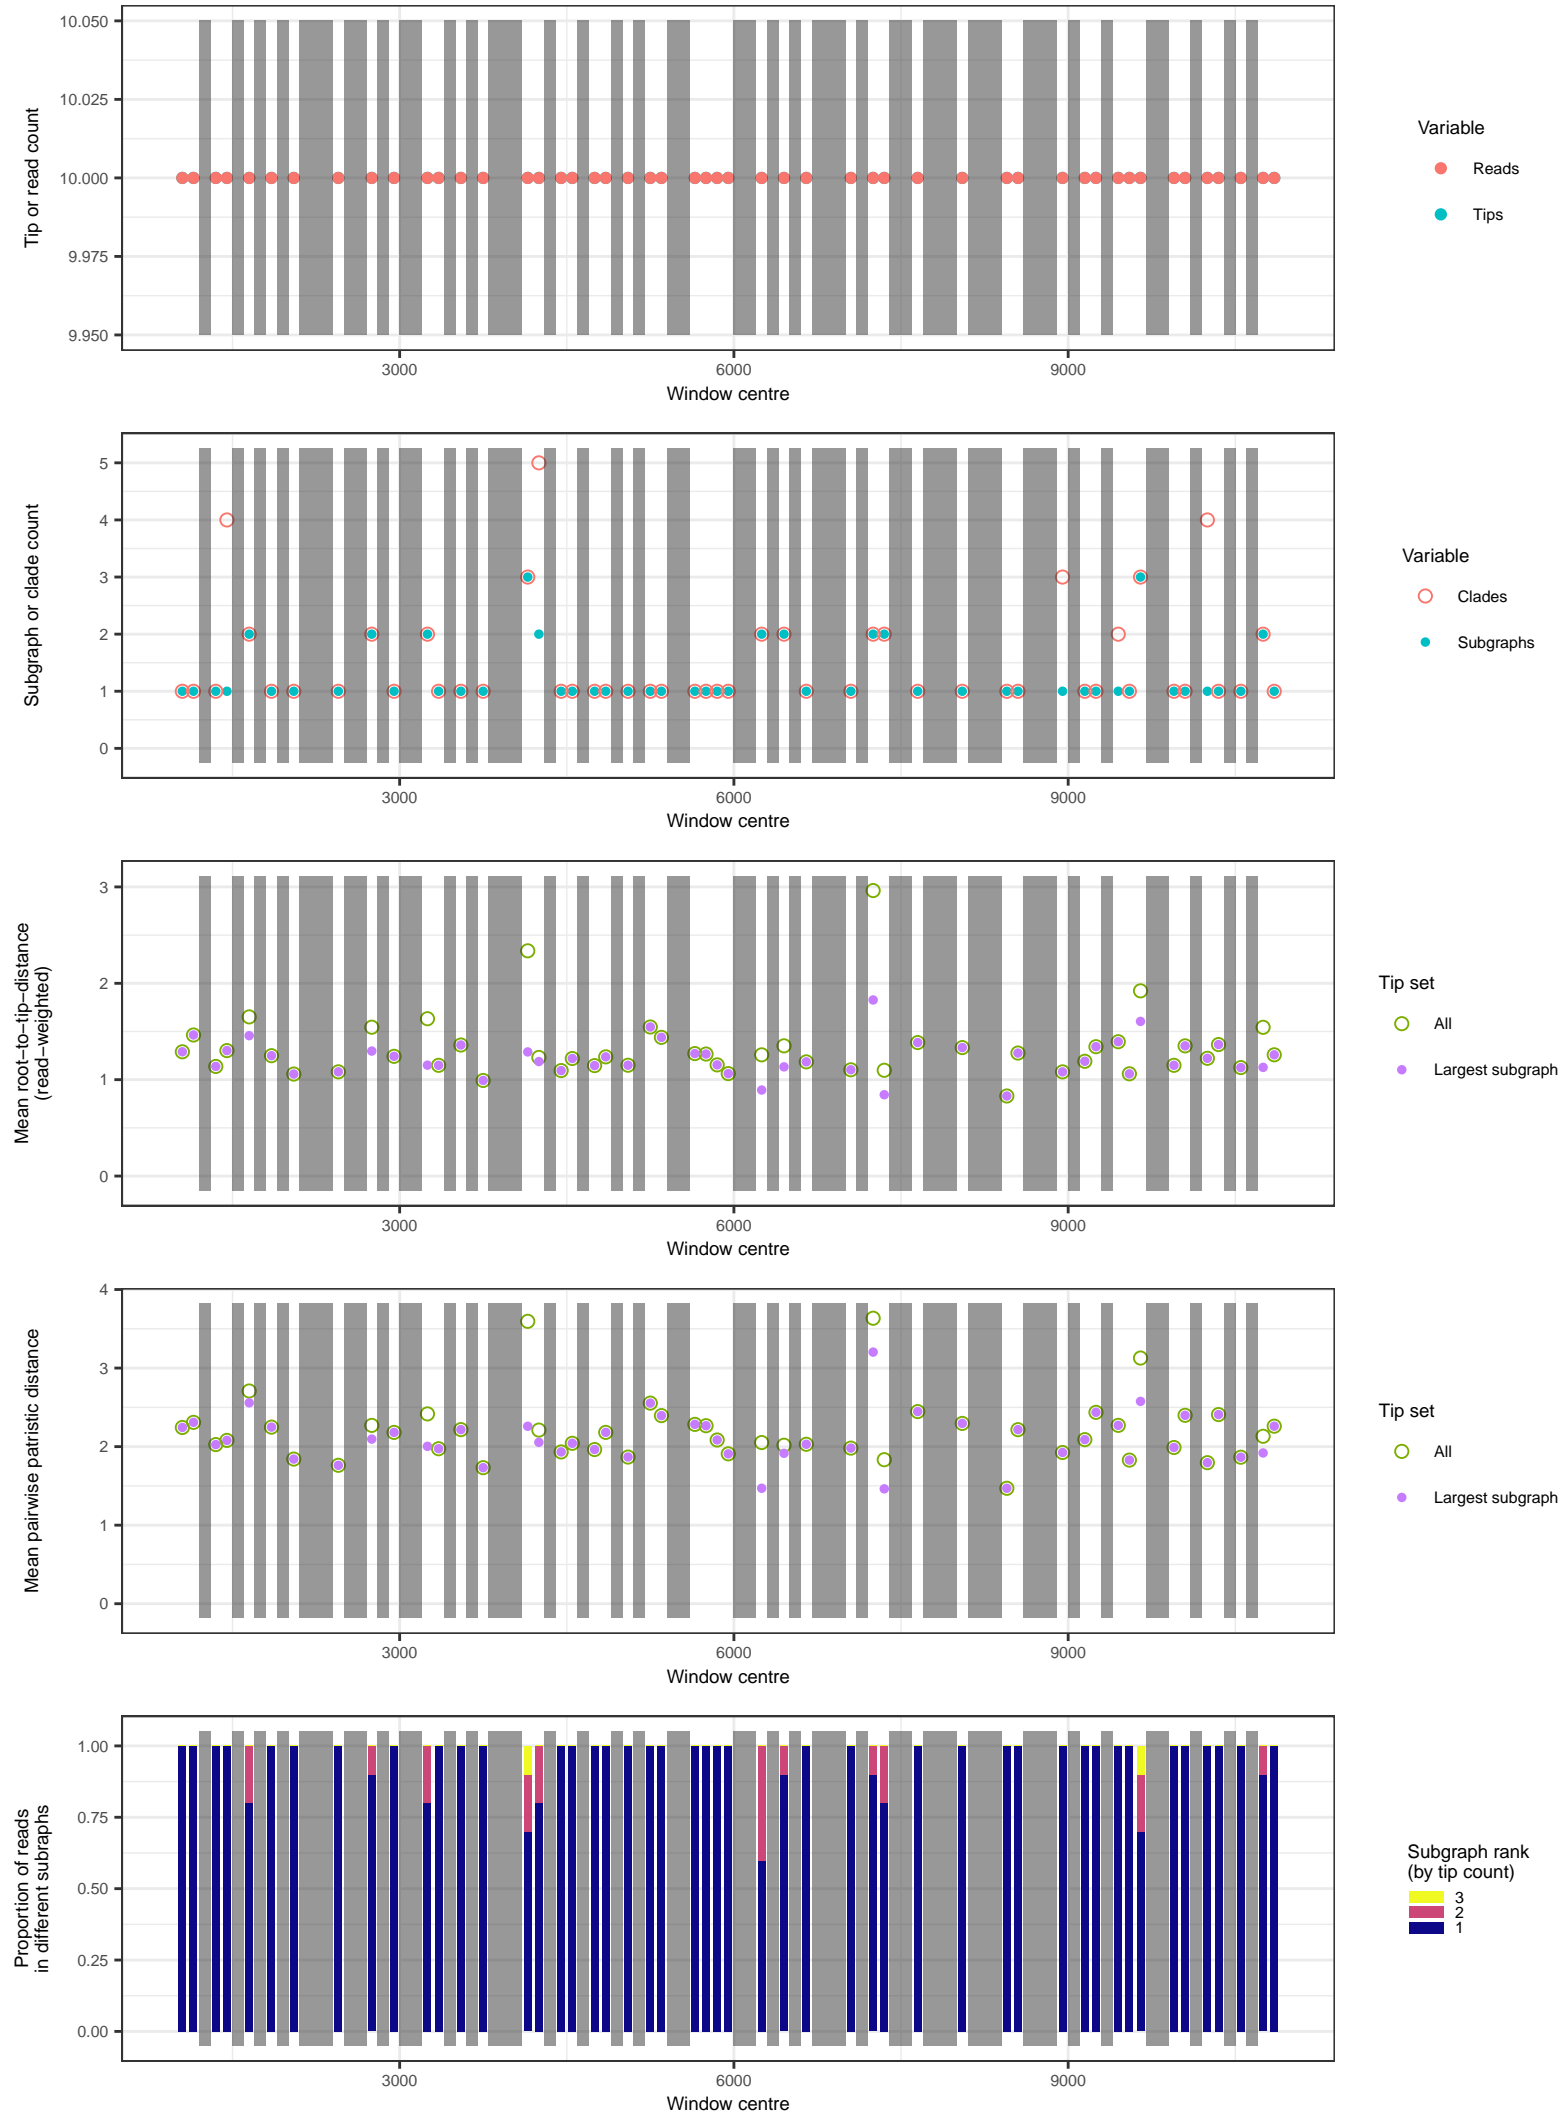 10.050
10.025
10.000
9.975
9.950
Tip or read count
3000
6000
9000
Window centre
Variable
Reads
Tips
5
4
3
2
1
0
Subgraph or clade count
3000
6000
9000
Window centre
Variable
Clades
Subgraphs
3
2
1
0
Mean root−to−tip−distance
(read−weighted)
3000
6000
9000
Window centre
Tip set
All
Largest subgraph
4
3
2
1
0
Mean pairwise patristic distance
3000
6000
9000
Window centre
Tip set
All
Largest subgraph
1.00
0.75
0.50
0.25
0.00
Proportion of reads
in different subraphs
3000
6000
9000
Window centre
Subgraph rank
(by tip count)
3
2
1